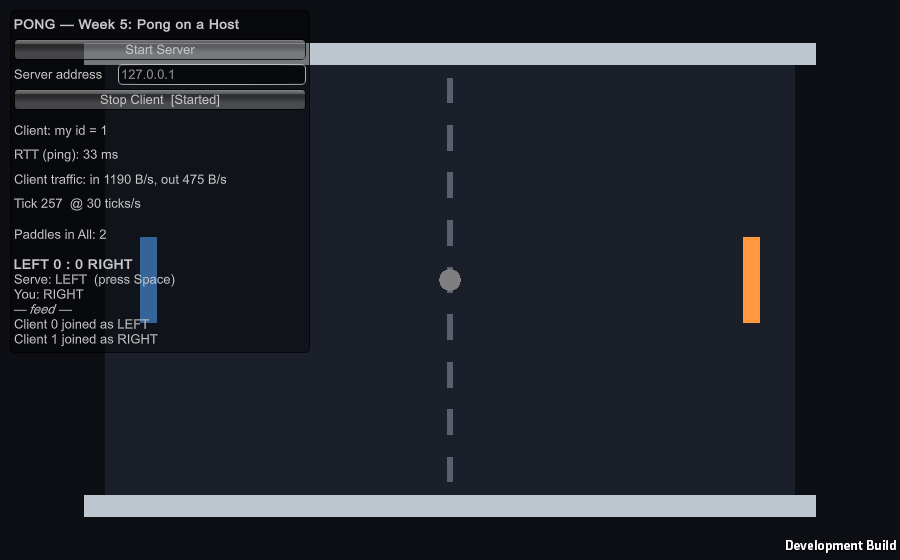 PONG — Week 5: Pong on a Host
Start Server
Server address 127.0.0.1
Stop Client [Started]
Client: my id = 1
RTT (ping): 33 ms
Client traffic: in 1190 B/s, out 475 B/s
Tick 257 @ 30 ticks/s
Paddles in All: 2
LEFT 0 : 0 RIGHT
Serve: LEFT (press Space)
You: RIGHT
— feed —
Client 0 joined as LEFT
Client 1 joined as RIGHT
Development Build